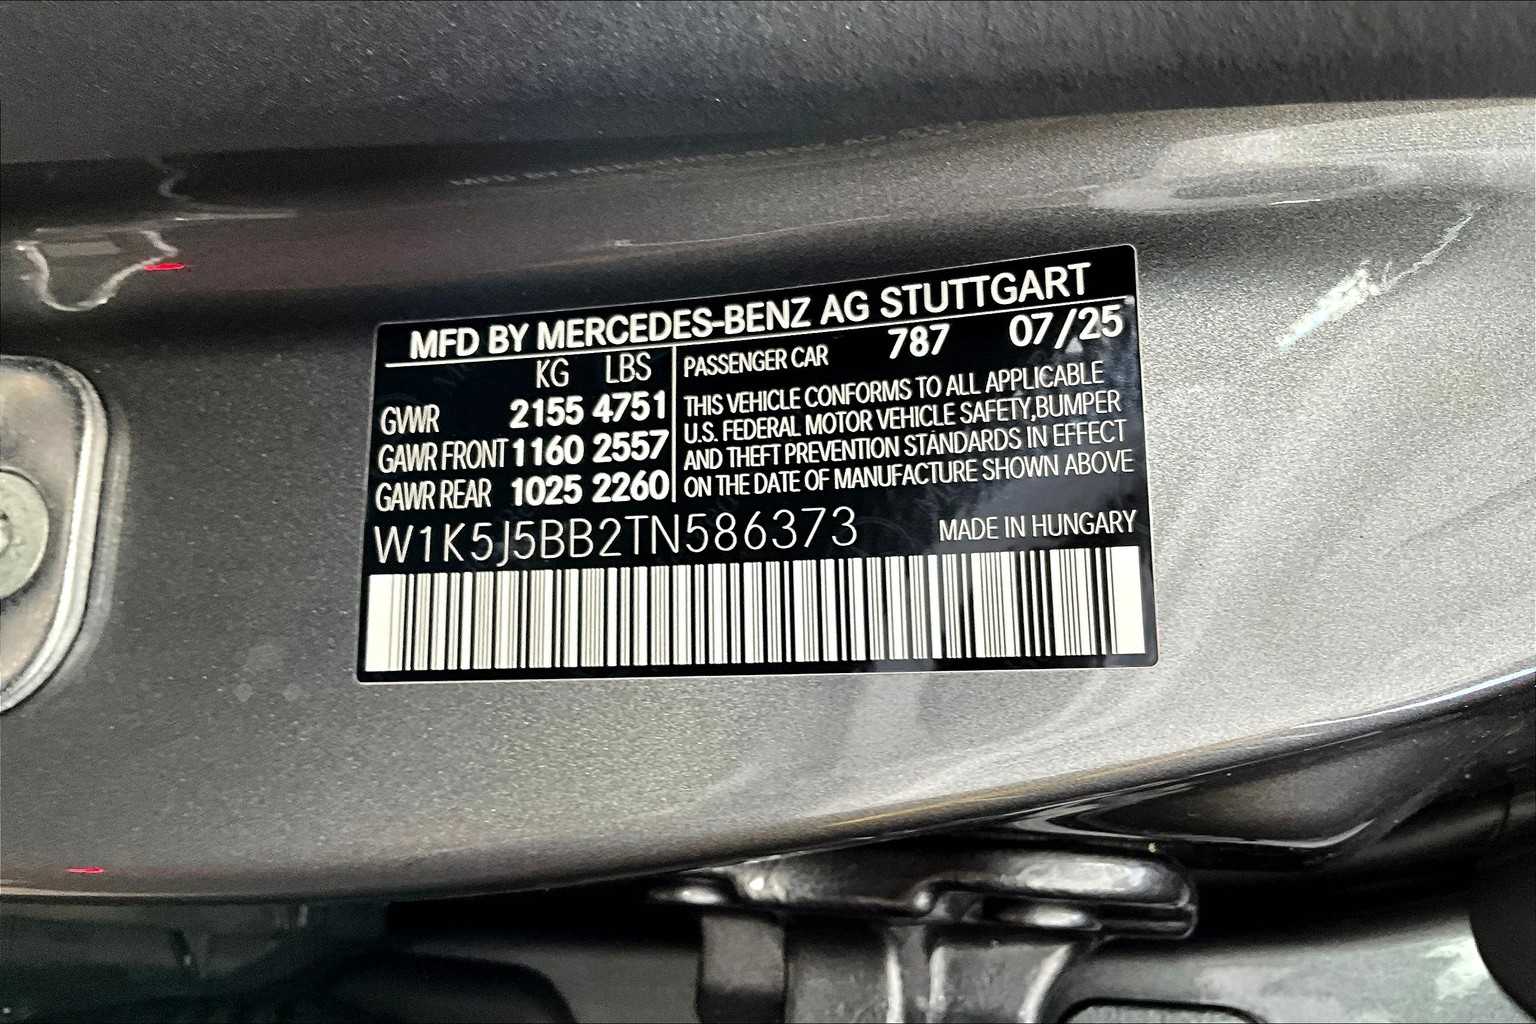 MFD BY MERCEDES-BENZ AG STUTTGART
KG LBS
GVWR 2155 4751
GAWR FRONT 1160 2557
GAWR REAR 1025 2260
PASSENGER CAR 787 07/25
THIS VEHICLE CONFORMS TO ALL APPLICABLE
U.S. FEDERAL MOTOR VEHICLE SAFETY,BUMPER
AND THEFT PREVENTION STANDARDS IN EFFECT
ON THE DATE OF MANUFACTURE SHOWN ABOVE
W1K5J5BB2TN586373
MADE IN HUNGARY